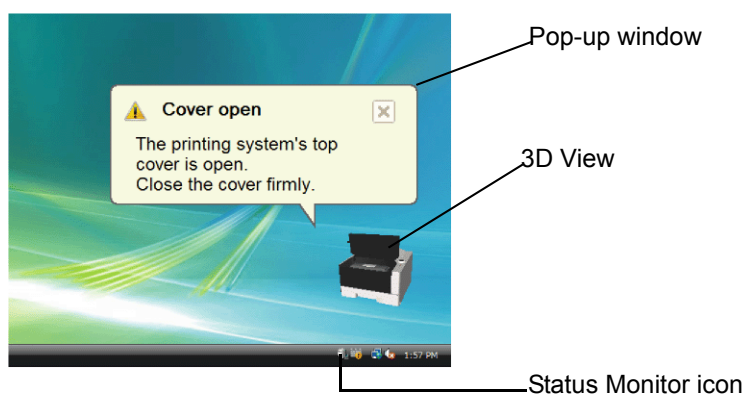 Pop-up window
Cover open
The printing system's top
cover is open.
Close the cover firmly.
3D View
1:57 PM
Status Monitor icon